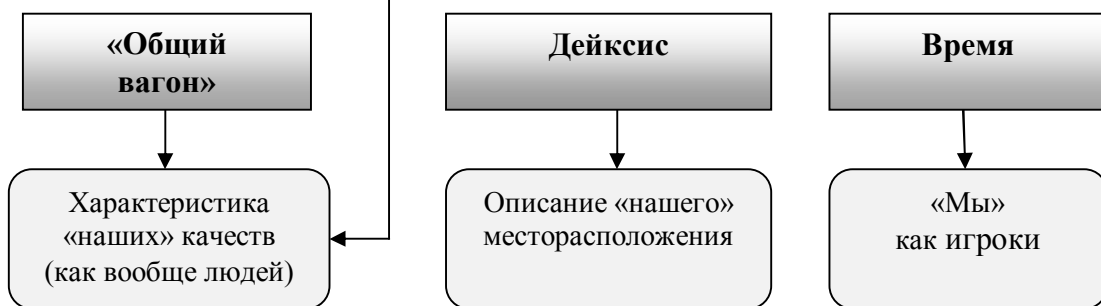 «Общий
вагон»
Дейксис
Время
Характеристика
«наших» качеств
(как вообще людей)
Описание «нашего»
месторасположения
«Мы»
как игроки